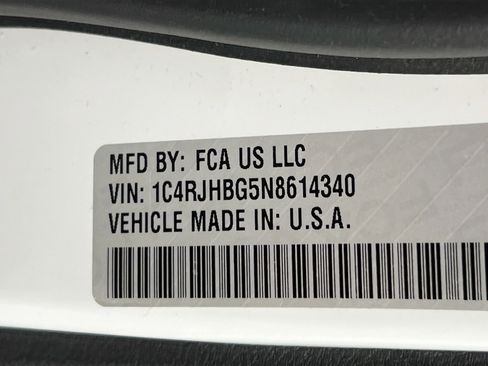 MFD BY: FCA US LLC
VIN: 1C4RJHBG5N8614340
VEHICLE MADE IN: U.S.A.